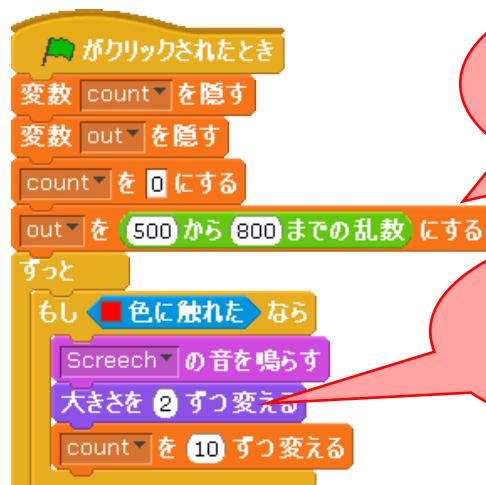 がクリックされたとき
変数 count を隠す
変数 out を隠す
count を 0 にする
out を 500 から 800 までの乱数 にする
ずっと
もし 色に触れた なら
Screech の音を鳴らす
大きさを 2 ずつ変える
count を 10 ずつ変える